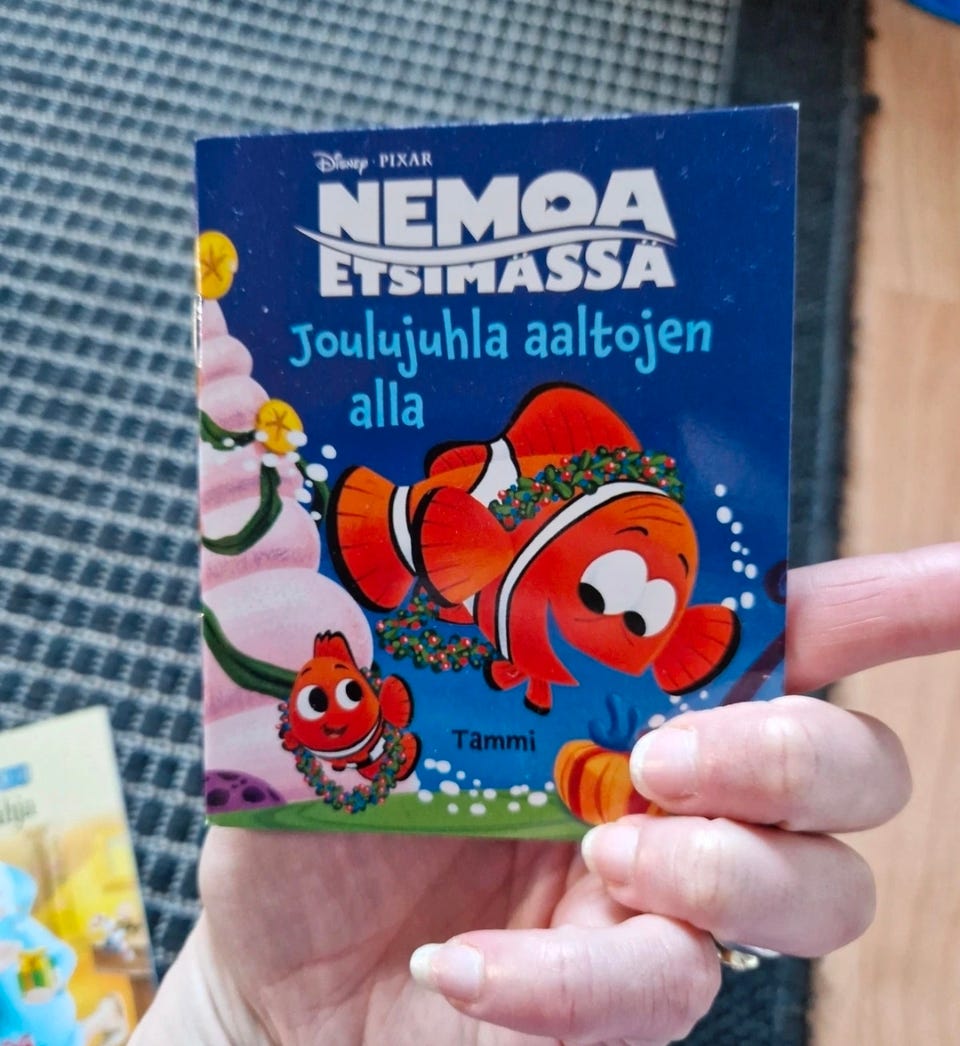 Disney · PIXAR
NEMOA
ETSIMÄSSÄ
Joulujuhla aaltojen
alla
Tammi